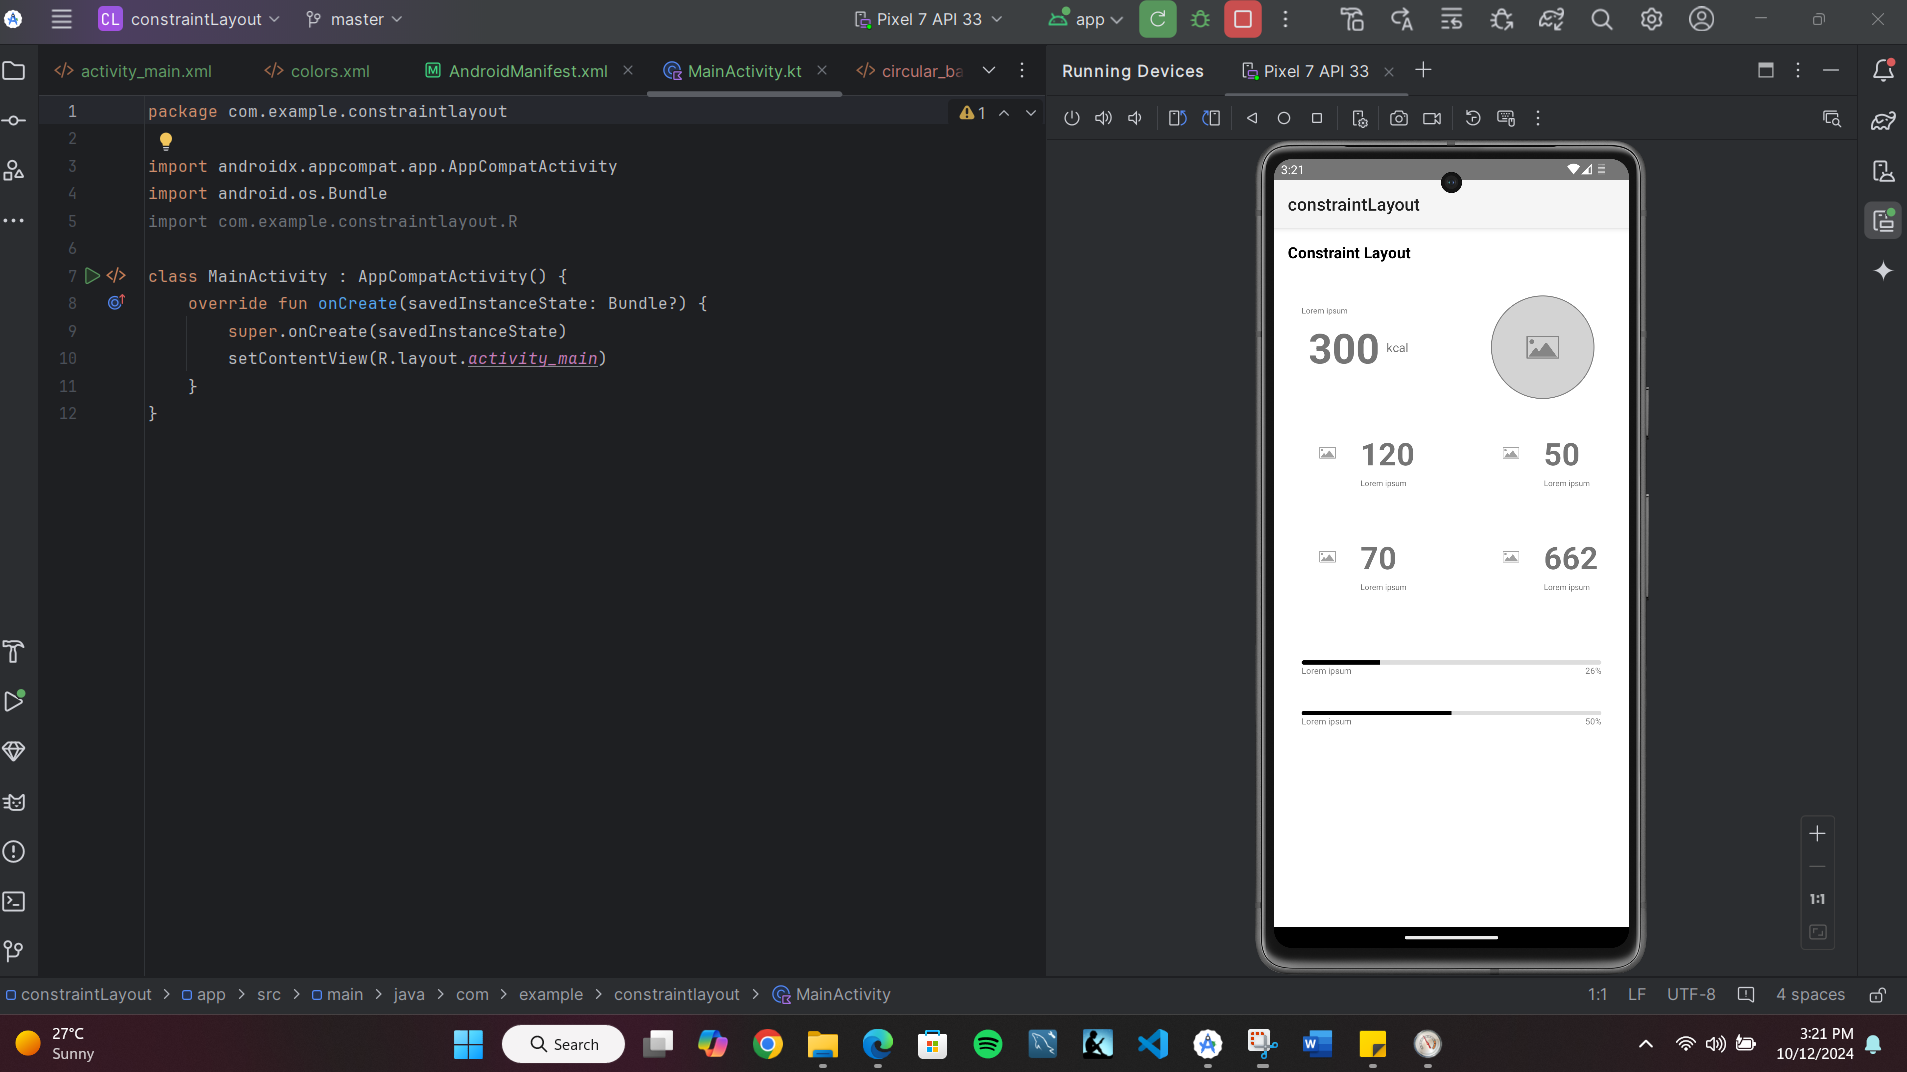 CL constraintLayout master Pixel 7 API 33 app
activity_main.xml colors.xml M AndroidManifest.xml MainActivity.kt circular_ba Running Devices Pixel 7 API 33
1 package com.example.constraintlayout 1
2
3 import androidx.appcompat.app.AppCompatActivity
4 import android.os.Bundle
5 import com.example.constraintlayout.R
6
7 class MainActivity : AppCompatActivity() {
8 override fun onCreate(savedInstanceState: Bundle?) {
9 super.onCreate(savedInstanceState)
10 setContentView(R.layout.activity_main)
11 }
12 }
3:21
constraintLayout
Constraint Layout
Lorem ipsum
300 kcal
120 50
Lorem ipsum Lorem ipsum
70 662
Lorem ipsum Lorem ipsum
Lorem ipsum 26%
Lorem ipsum 50%
1:1
constraintLayout > app > src > main > java > com > example > constraintlayout > MainActivity 1:1 LF UTF-8 4 spaces
27°C
Sunny
Search
3:21 PM
10/12/2024